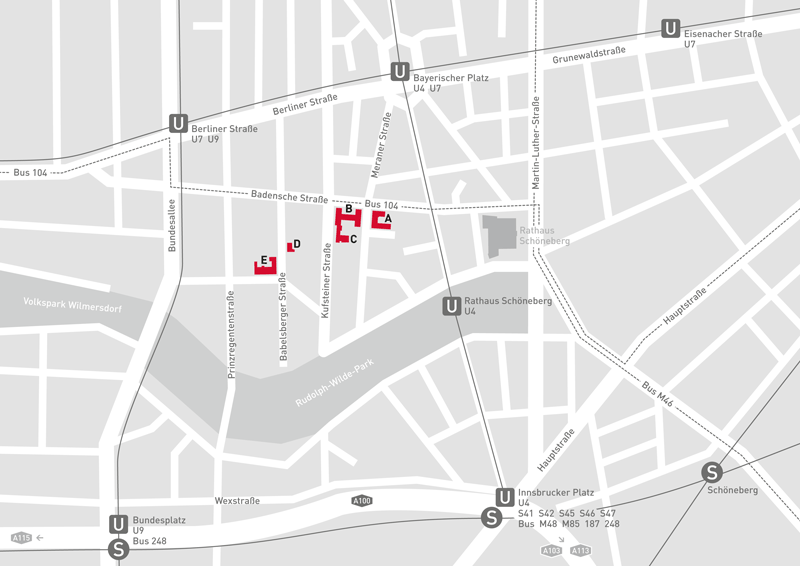 U
Eisenacher Straße
U7
Grunewaldstraße
U
Bayerischer Platz
U4 U7
Berliner Straße
U
Berliner Straße
U7 U9
Meraner Straße
Martin-Luther-Straße
Bus 104
Badensche Straße
Bus 104
B
A
C
D
E
Bundesallee
Rathaus
Schöneberg
Kufsteiner Straße
Babelsberger Straße
Prinzregentenstraße
Volkspark Wilmersdorf
U
Rathaus Schöneberg
U4
Hauptstraße
Rudolph-Wilde-Park
Bus M46
Hauptstraße
S
Schöneberg
Wexstraße
A100
U
Innsbrucker Platz
U4
S
S41 S42 S45 S46 S47
Bus M48 M85 187 248
U
Bundesplatz
U9
S
Bus 248
A115 ←
A103
A113